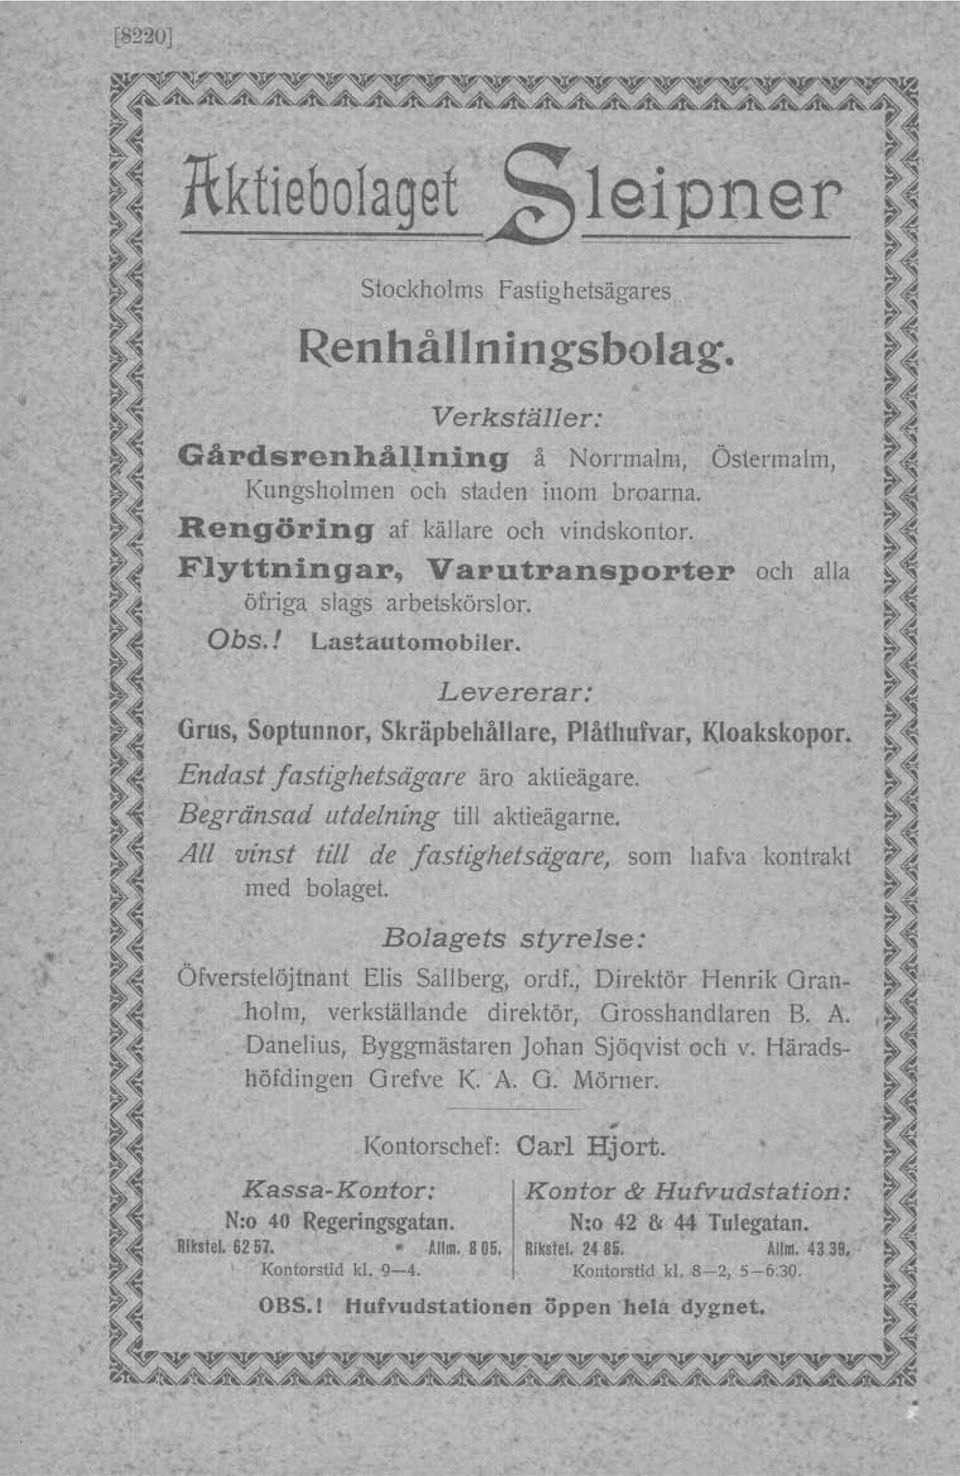 [8220]
Aktiebolaget Sleipner
Stockholms Fastighetsägares
Renhållningsbolag.
Verkställer:
Gårdsrenhållning å Norrmalm, Östermalm,
Kungsholmen och staden inom broarna.
Rengöring af källare och vindskontor.
Flyttningar, Varutransporter och alla
öfriga slags arbetskörslor.
Obs.! Lastautomobiler.
Levererar:
Grus, Soptunnor, Skräpbehållare, Plåthufvar, Kloakskopor.
Endast fastighetsägare äro aktieägare.
Begränsad utdelning till aktieägarne.
All vinst till de fastighetsägare, som hafva kontrakt
med bolaget.
Bolagets styrelse:
Öfverstelöjtnant Elis Sallberg, ordf., Direktör Henrik Gran-
holm, verkställande direktör, Grosshandlaren B. A.
Danelius, Byggmästaren Johan Sjöqvist och v. Härads-
höfdingen Grefve K. A. G. Mörner.
Kontorschef: Carl Hjort.
Kassa-Kontor:
N:o 40 Regeringsgatan.
Rikstel. 62 57. Allm. 8 05.
Kontorstid kl. 9—4.
Kontor & Hufvudstation:
N:o 42 & 44 Tulegatan.
Rikstel. 24 85. Allm. 43 39.
Kontorstid kl. 8—2, 5—6:30.
OBS.! Hufvudstationen öppen hela dygnet.